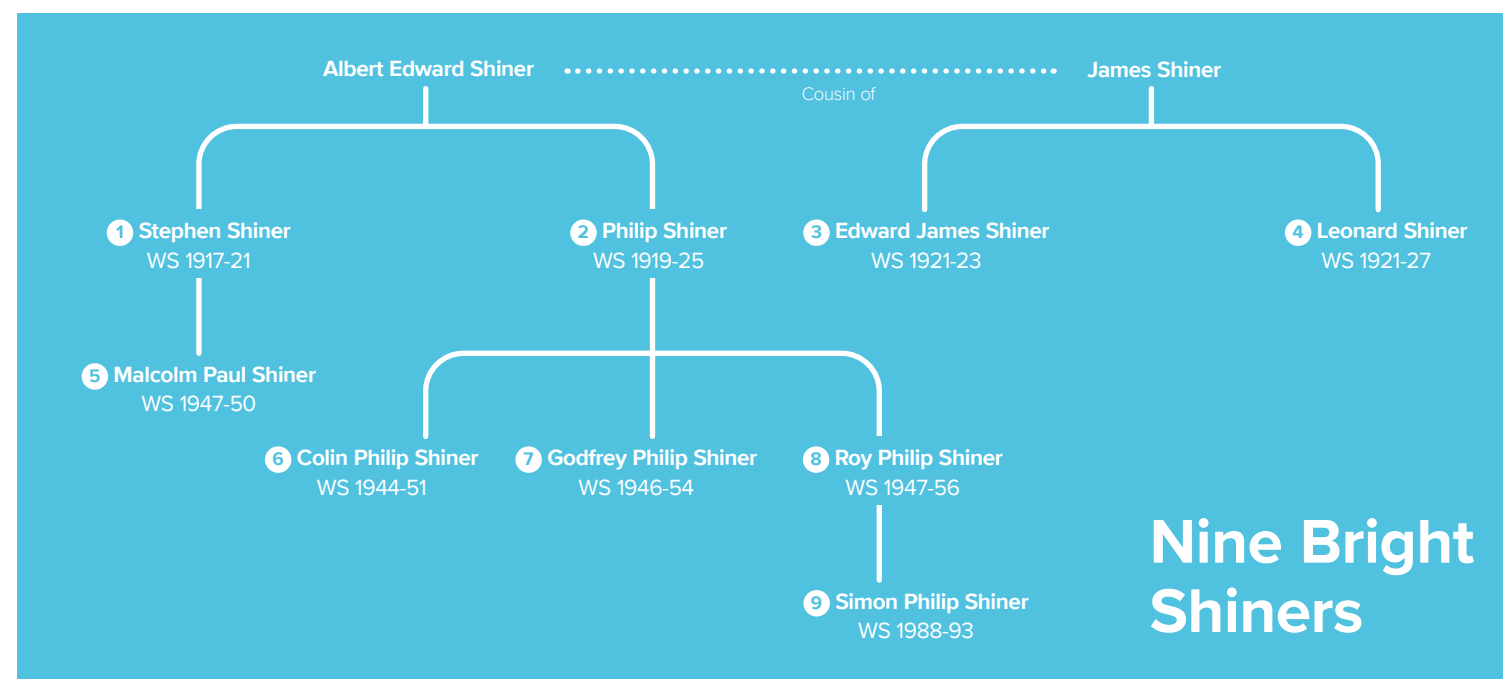 Albert Edward Shiner
James Shiner
Cousin of
1 Stephen Shiner
WS 1917-21
2 Philip Shiner
WS 1919-25
3 Edward James Shiner
WS 1921-23
4 Leonard Shiner
WS 1921-27
5 Malcolm Paul Shiner
WS 1947-50
6 Colin Philip Shiner
WS 1944-51
7 Godfrey Philip Shiner
WS 1946-54
8 Roy Philip Shiner
WS 1947-56
9 Simon Philip Shiner
WS 1988-93
Nine Bright
Shiners